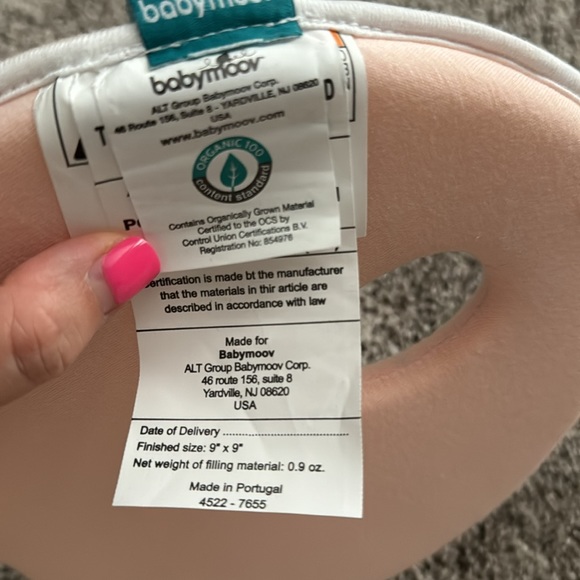 babymoov
babymoov
ALT Group Babymoov Corp.
46 Route 156, Suite 8 - YARDVILLE, NJ 08620
USA
www.babymoov.com
ORGANIC 100
content standard
Contains Organically Grown Material
Certified to the OCS by
Control Union Certifications B.V.
Registration No: 854976
certification is made bt the manufacturer
that the materials in thir article are
described in accordance with law
Made for
Babymoov
ALT Group Babymoov Corp.
46 route 156, suite 8
Yardville, NJ 08620
USA
Date of Delivery
Finished size: 9" x 9"
Net weight of filling material: 0.9 oz.
Made in Portugal
4522 - 7655